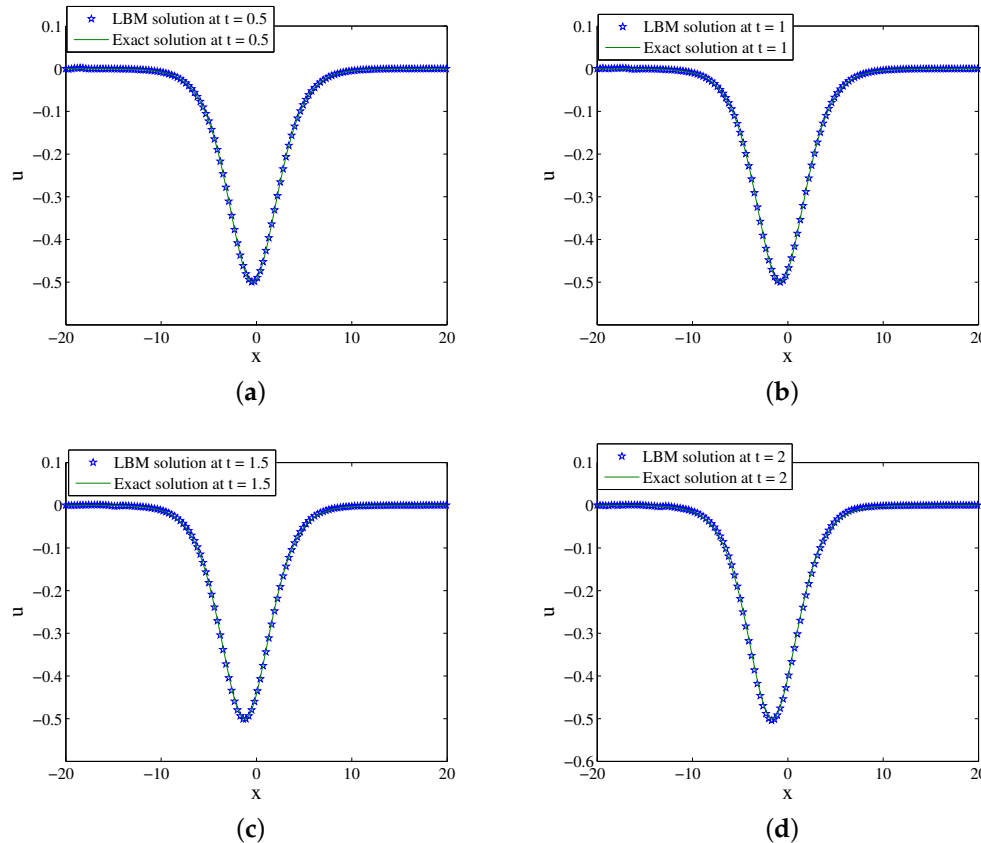 LBM solution at t = 0.5
Exact solution at t = 0.5
0.1
0
−0.1
−0.2
−0.3
−0.4
−0.5
u
−20
−10
0
10
20
x
(a)
LBM solution at t = 1
Exact solution at t = 1
0.1
0
−0.1
−0.2
−0.3
−0.4
−0.5
u
−20
−10
0
10
20
x
(b)
LBM solution at t = 1.5
Exact solution at t = 1.5
0.1
0
−0.1
−0.2
−0.3
−0.4
−0.5
u
−20
−10
0
10
20
x
(c)
LBM solution at t = 2
Exact solution at t = 2
0.1
0
−0.1
−0.2
−0.3
−0.4
−0.5
−0.6
u
−20
−10
0
10
20
x
(d)